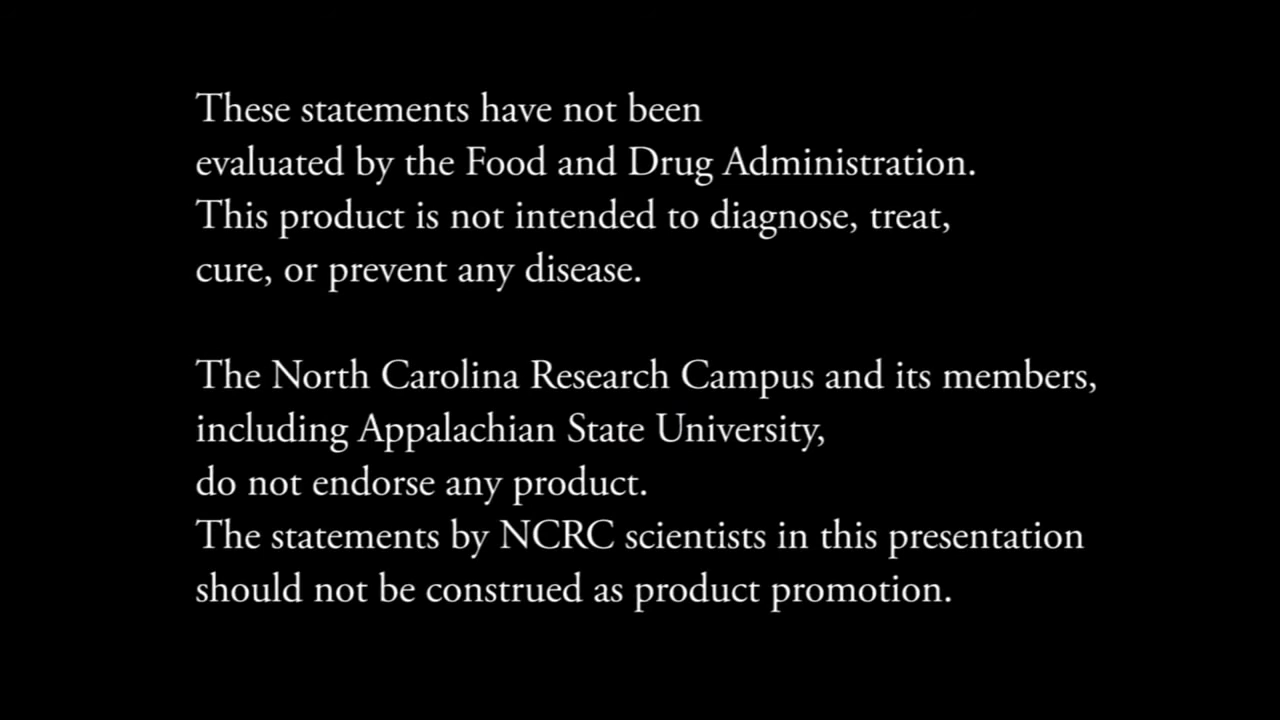 These statements have not been
evaluated by the Food and Drug Administration.
This product is not intended to diagnose, treat,
cure, or prevent any disease.
The North Carolina Research Campus and its members,
including Appalachian State University,
do not endorse any product.
The statements by NCRC scientists in this presentation
should not be construed as product promotion.